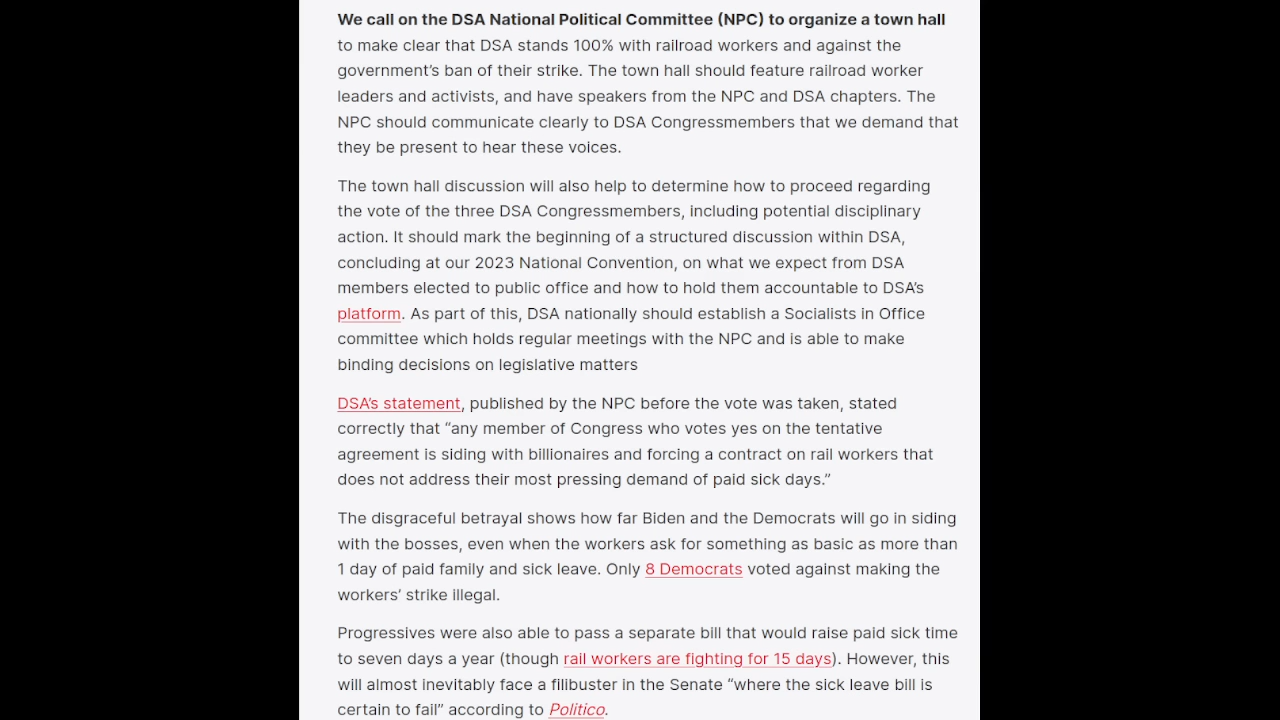 We call on the DSA National Political Committee (NPC) to organize a town hall
to make clear that DSA stands 100% with railroad workers and against the
government’s ban of their strike. The town hall should feature railroad worker
leaders and activists, and have speakers from the NPC and DSA chapters. The
NPC should communicate clearly to DSA Congressmembers that we demand that
they be present to hear these voices.
The town hall discussion will also help to determine how to proceed regarding
the vote of the three DSA Congressmembers, including potential disciplinary
action. It should mark the beginning of a structured discussion within DSA,
concluding at our 2023 National Convention, on what we expect from DSA
members elected to public office and how to hold them accountable to DSA’s
platform. As part of this, DSA nationally should establish a Socialists in Office
committee which holds regular meetings with the NPC and is able to make
binding decisions on legislative matters
DSA’s statement, published by the NPC before the vote was taken, stated
correctly that “any member of Congress who votes yes on the tentative
agreement is siding with billionaires and forcing a contract on rail workers that
does not address their most pressing demand of paid sick days.”
The disgraceful betrayal shows how far Biden and the Democrats will go in siding
with the bosses, even when the workers ask for something as basic as more than
1 day of paid family and sick leave. Only 8 Democrats voted against making the
workers’ strike illegal.
Progressives were also able to pass a separate bill that would raise paid sick time
to seven days a year (though rail workers are fighting for 15 days). However, this
will almost inevitably face a filibuster in the Senate “where the sick leave bill is
certain to fail” according to Politico.